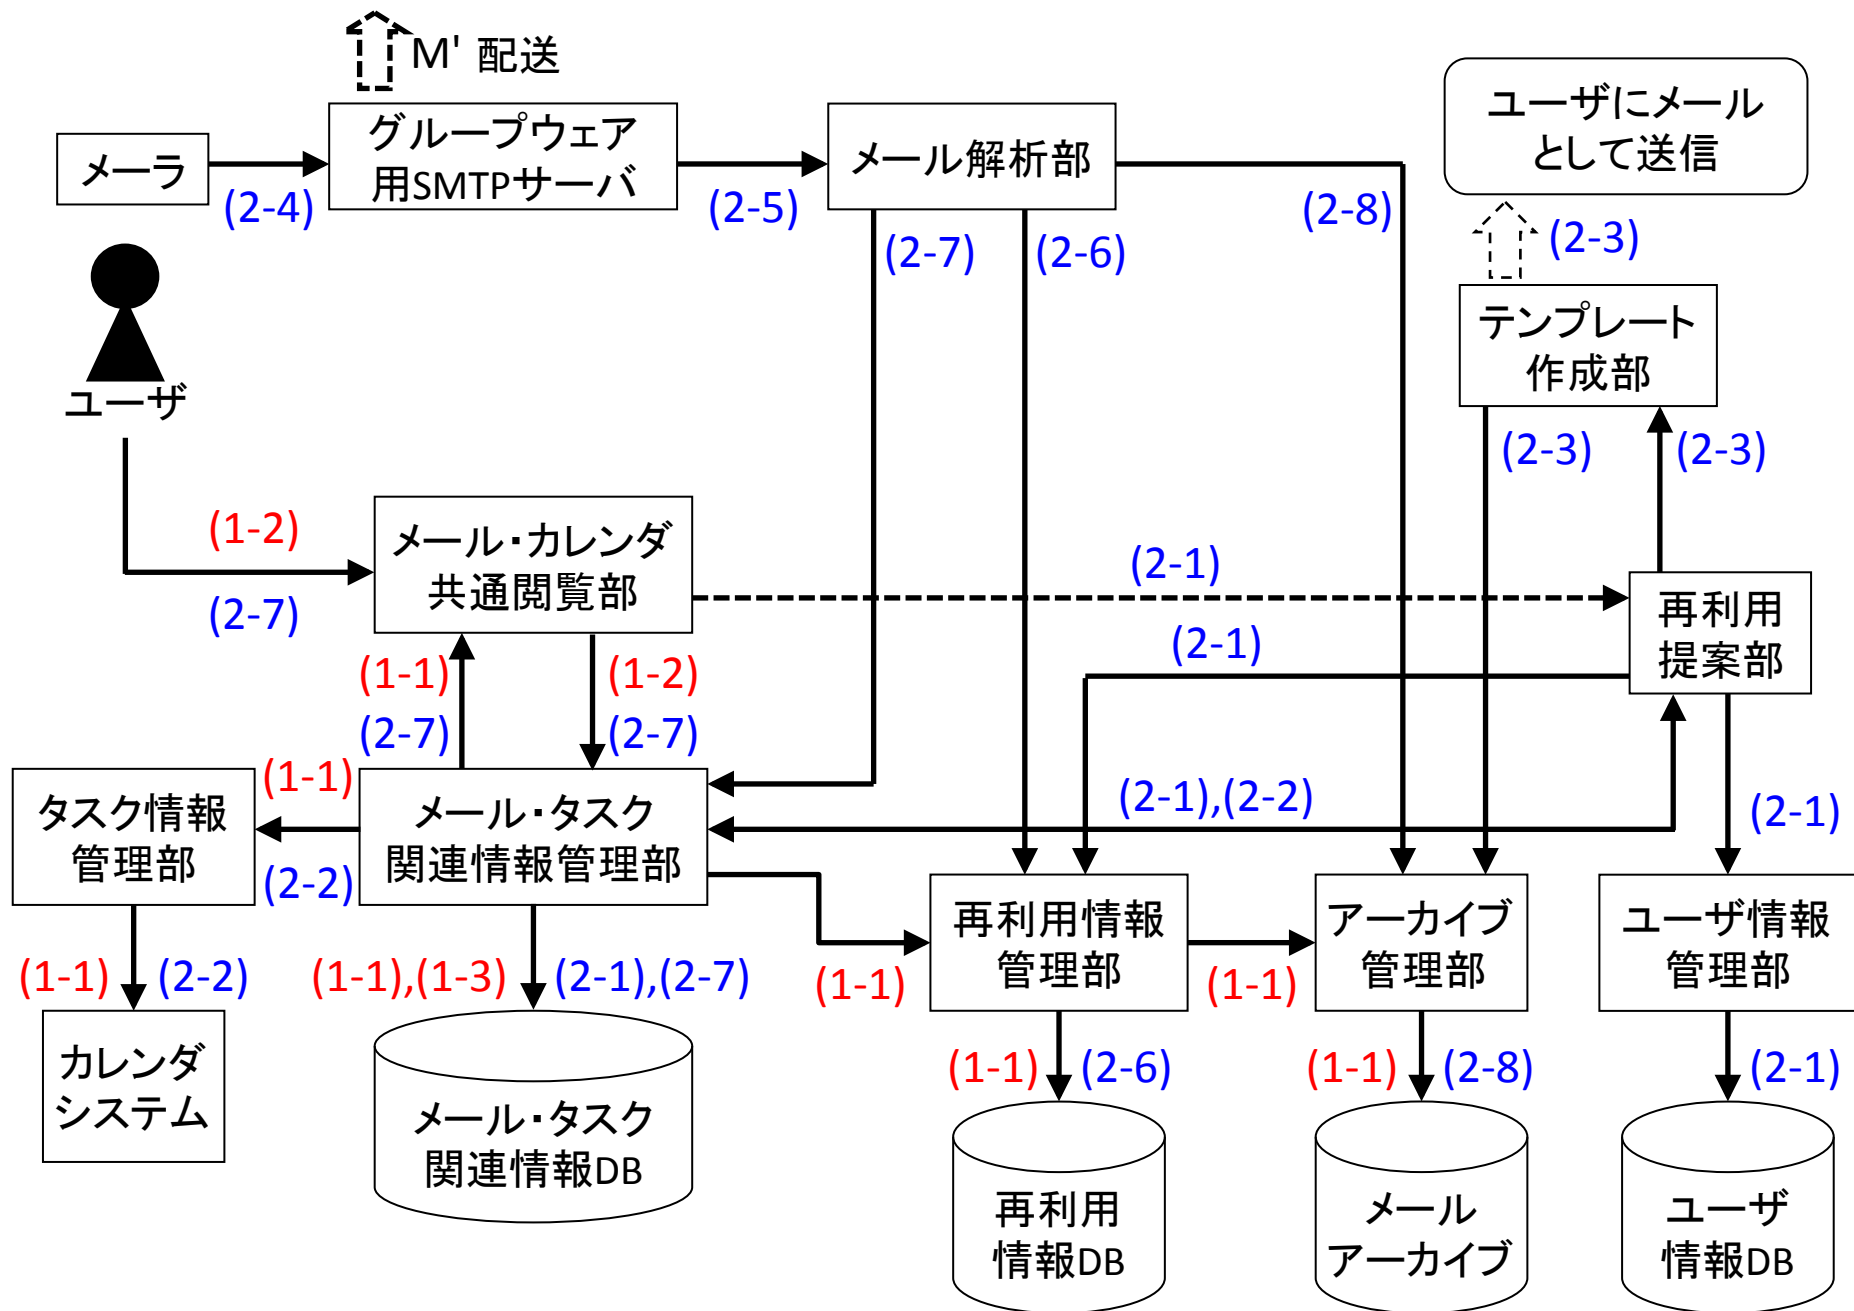 M' 配送
メーラ
(2-4)
グループウェア
用SMTPサーバ
(2-5)
メール解析部
(2-7)
(2-6)
(2-8)
ユーザにメール
として送信
(2-3)
テンプレート
作成部
(2-3)
(2-3)
ユーザ
(1-2)
(2-7)
メール・カレンダ
共通閲覧部
(2-1)
(2-1)
再利用
提案部
(1-1)
(2-7)
(1-2)
(2-7)
(2-1),(2-2)
(2-1)
タスク情報
管理部
(1-1)
(2-2)
メール・タスク
関連情報管理部
再利用情報
管理部
アーカイブ
管理部
ユーザ情報
管理部
(1-1)
(2-2)
(1-1),(1-3)
(2-1),(2-7)
(1-1)
(1-1)
カレンダ
システム
メール・タスク
関連情報DB
(1-1)
(2-6)
(1-1)
(2-8)
(2-1)
再利用
情報DB
メール
アーカイブ
ユーザ
情報DB